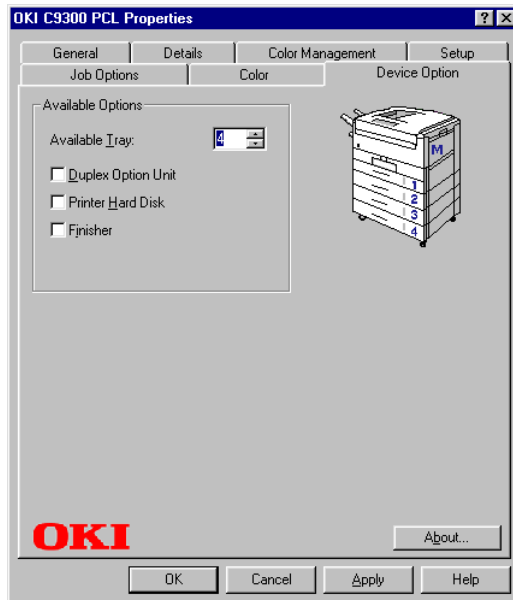 OKI C9300 PCL Properties
General Details Color Management Setup
Job Options Color Device Option
Available Options
Available Tray: 4
Duplex Option Unit
Printer Hard Disk
Finisher
M
1
2
3
4
OKI
About...
OK Cancel Apply Help